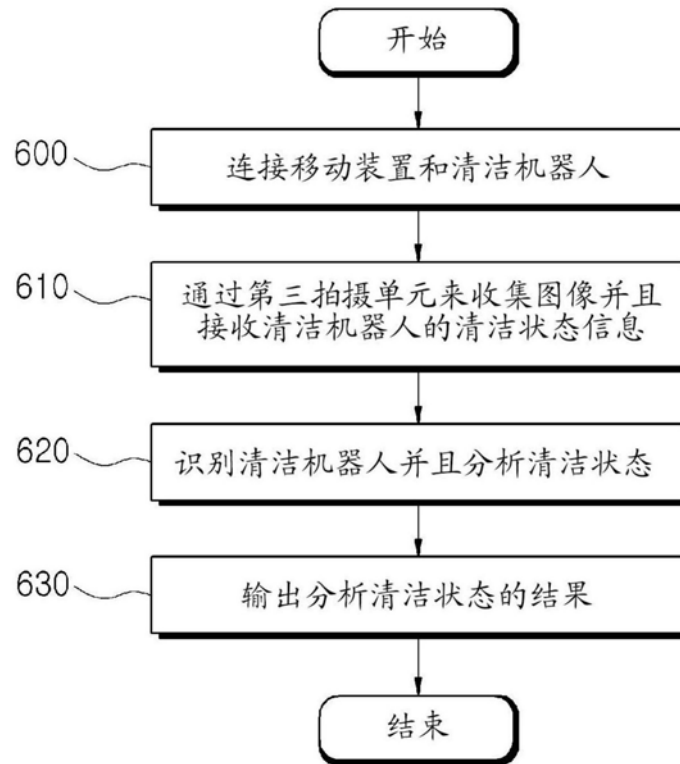 开始
600
连接移动装置和清洁机器人
610
通过第三拍摄单元来收集图像并且
接收清洁机器人的清洁状态信息
620
识别清洁机器人并且分析清洁状态
630
输出分析清洁状态的结果
结束